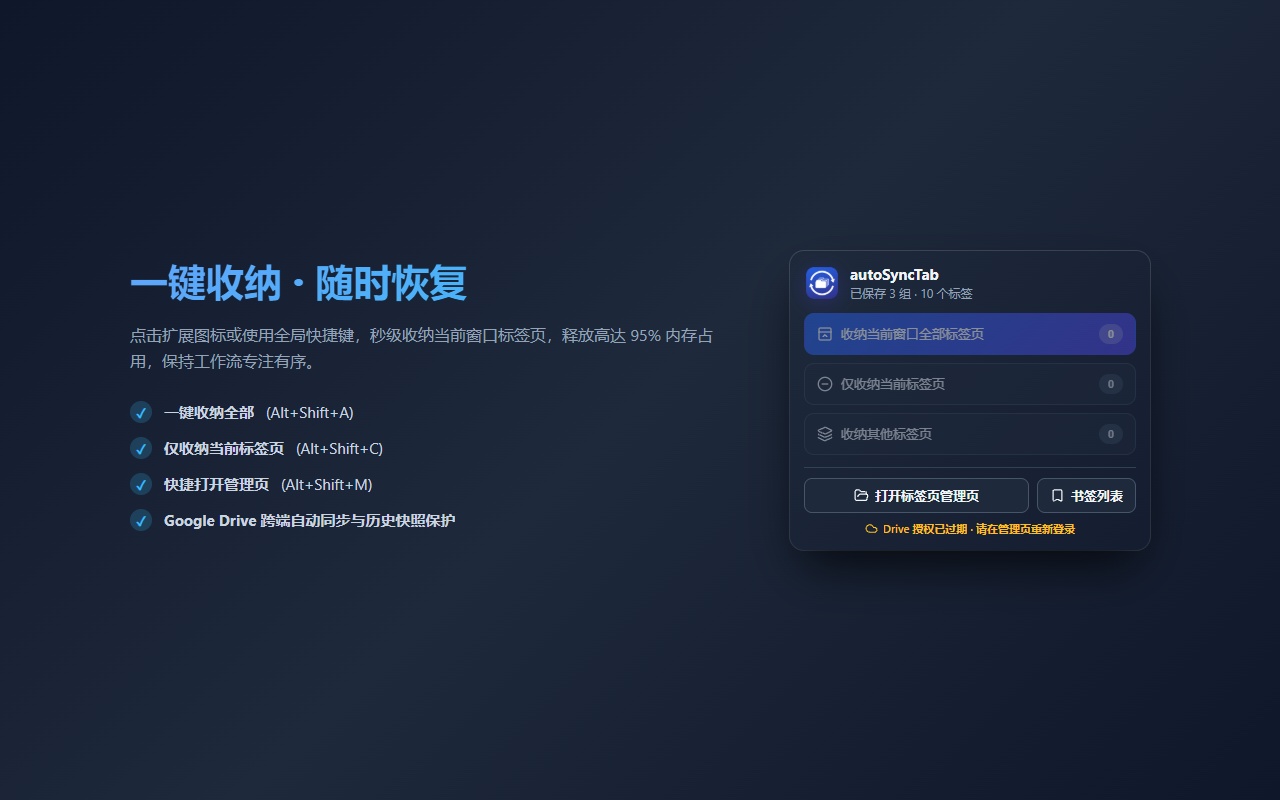 一键收纳 · 随时恢复
点击扩展图标或使用全局快捷键，秒级收纳当前窗口标签页，释放高达 95% 内存占
用，保持工作流专注有序。
一键收纳全部 (Alt+Shift+A)
仅收纳当前标签页 (Alt+Shift+C)
快捷打开管理页 (Alt+Shift+M)
Google Drive 跨端自动同步与历史快照保护
autoSyncTab
已保存 3 组 · 10 个标签
收纳当前窗口全部标签页 0
仅收纳当前标签页 0
收纳其他标签页 0
打开标签页管理页 书签列表
Drive 授权已过期 · 请在管理页重新登录